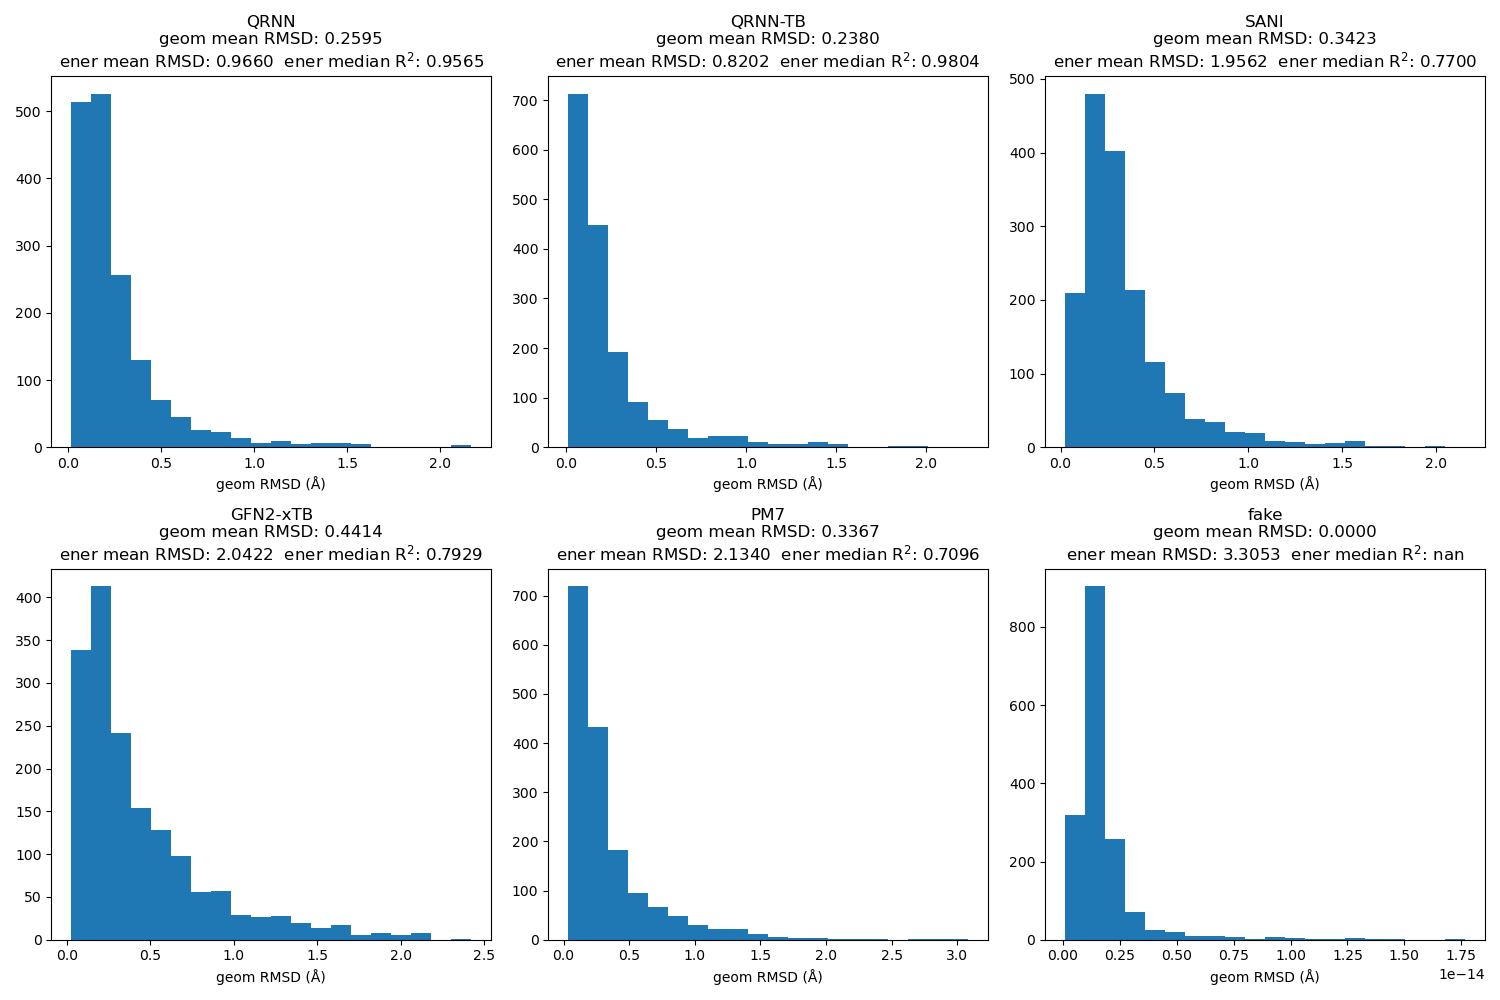 QRNN
geom mean RMSD: 0.2595
ener mean RMSD: 0.9660 ener median R²: 0.9565
500
400
300
200
100
0
0.0 0.5 1.0 1.5 2.0
geom RMSD (Å)
QRNN-TB
geom mean RMSD: 0.2380
ener mean RMSD: 0.8202 ener median R²: 0.9804
700
600
500
400
300
200
100
0
0.0 0.5 1.0 1.5 2.0
geom RMSD (Å)
SANI
geom mean RMSD: 0.3423
ener mean RMSD: 1.9562 ener median R²: 0.7700
500
400
300
200
100
0
0.0 0.5 1.0 1.5 2.0
geom RMSD (Å)
GFN2-xTB
geom mean RMSD: 0.4414
ener mean RMSD: 2.0422 ener median R²: 0.7929
400
350
300
250
200
150
100
50
0
0.0 0.5 1.0 1.5 2.0 2.5
geom RMSD (Å)
PM7
geom mean RMSD: 0.3367
ener mean RMSD: 2.1340 ener median R²: 0.7096
700
600
500
400
300
200
100
0
0.0 0.5 1.0 1.5 2.0 2.5 3.0
geom RMSD (Å)
fake
geom mean RMSD: 0.0000
ener mean RMSD: 3.3053 ener median R²: nan
800
600
400
200
0
0.00 0.25 0.50 0.75 1.00 1.25 1.50 1.75
geom RMSD (Å)
1e−14